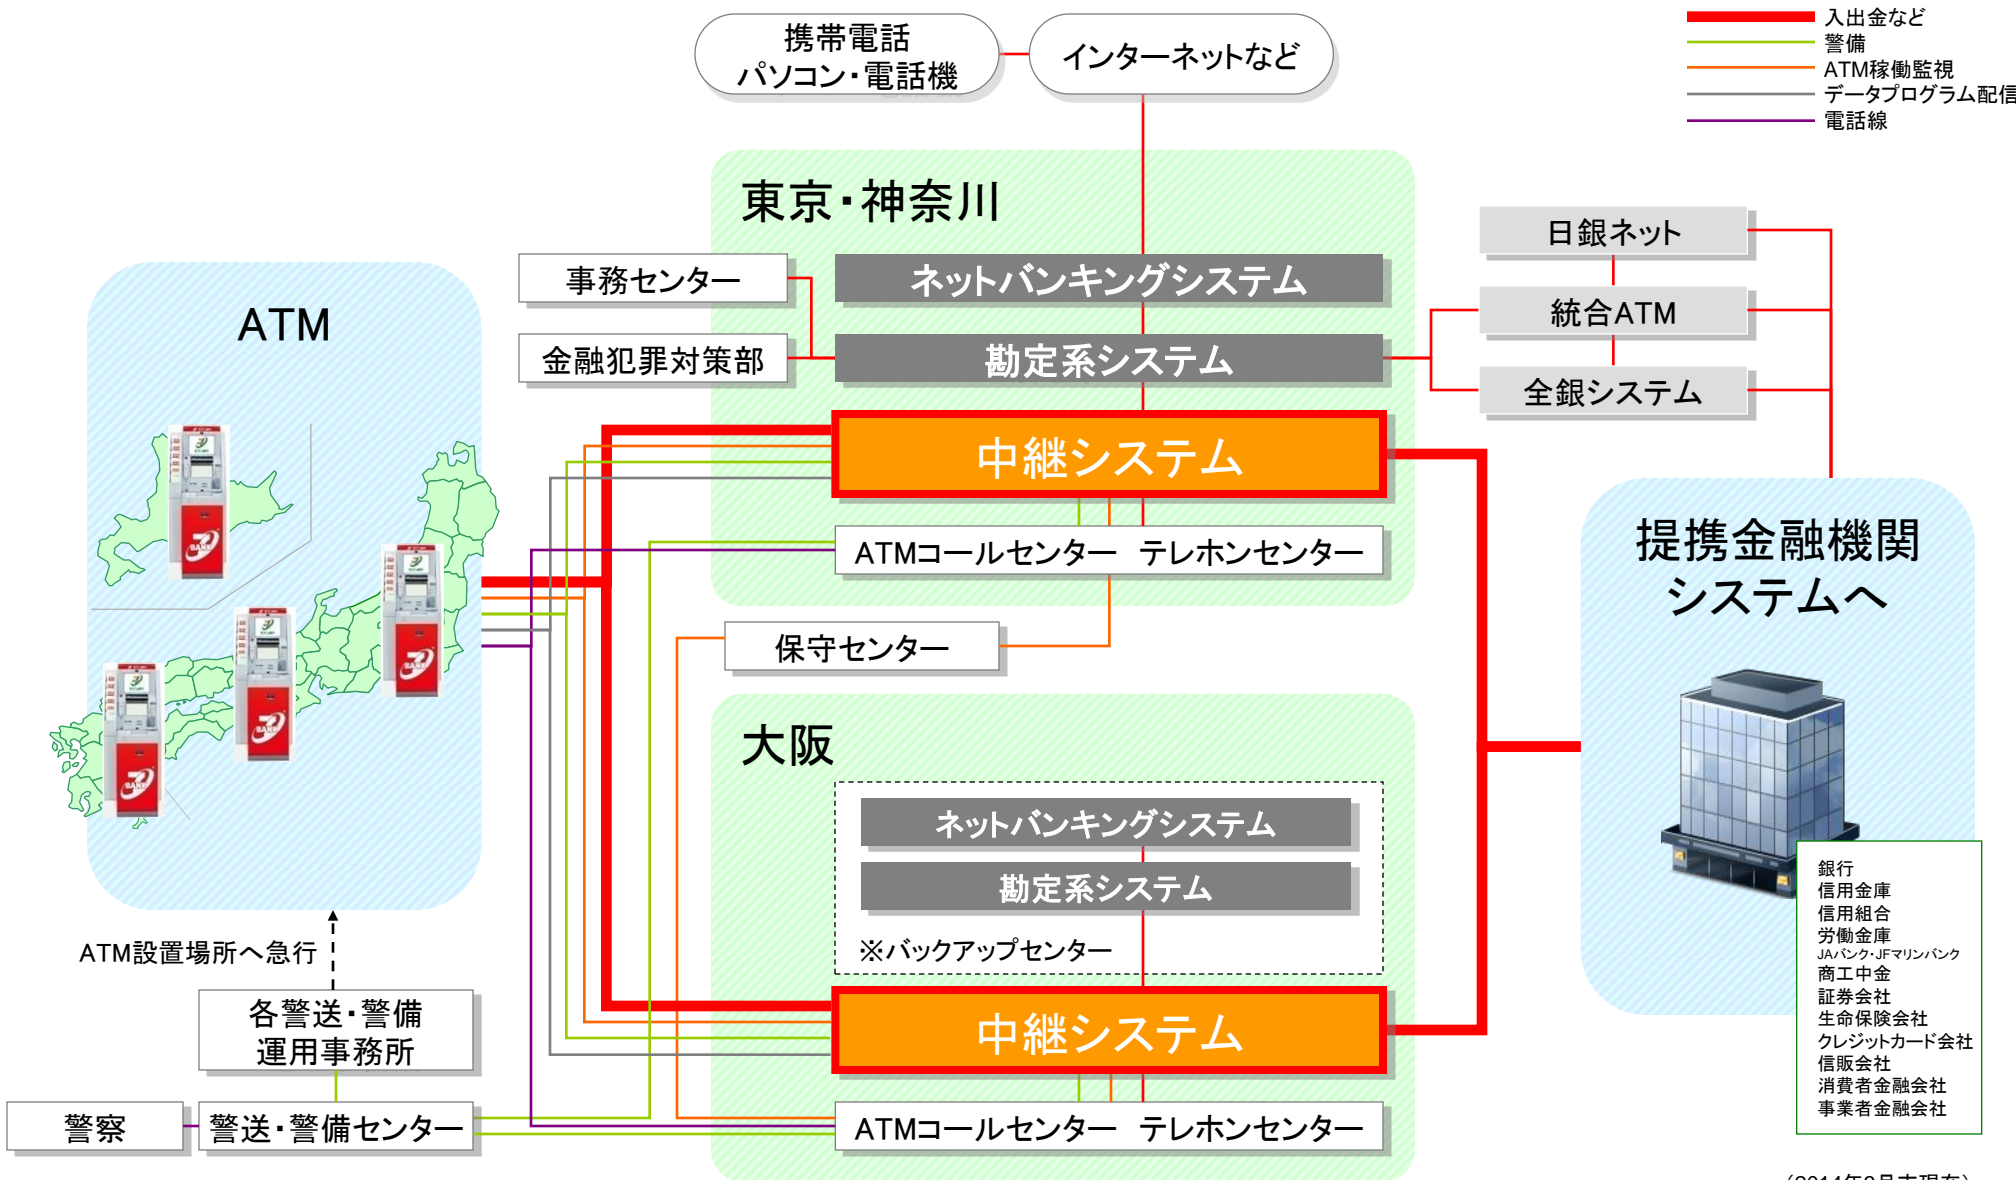 入出金など
警備
ATM稼働監視
データプログラム配信
電話線
携帯電話
パソコン・電話機
インターネットなど
東京・神奈川
事務センター
ネットバンキングシステム
金融犯罪対策部
勘定系システム
日銀ネット
統合ATM
全銀システム
ATM
中継システム
ATMコールセンター テレホンセンター
保守センター
提携金融機関
システムへ
大阪
ネットバンキングシステム
勘定系システム
※バックアップセンター
中継システム
ATMコールセンター テレホンセンター
ATM設置場所へ急行
各警送・警備
運用事務所
警察
警送・警備センター
銀行
信用金庫
信用組合
労働金庫
JAバンク・JFマリンバンク
商工中金
証券会社
生命保険会社
クレジットカード会社
信販会社
消費者金融会社
事業者金融会社